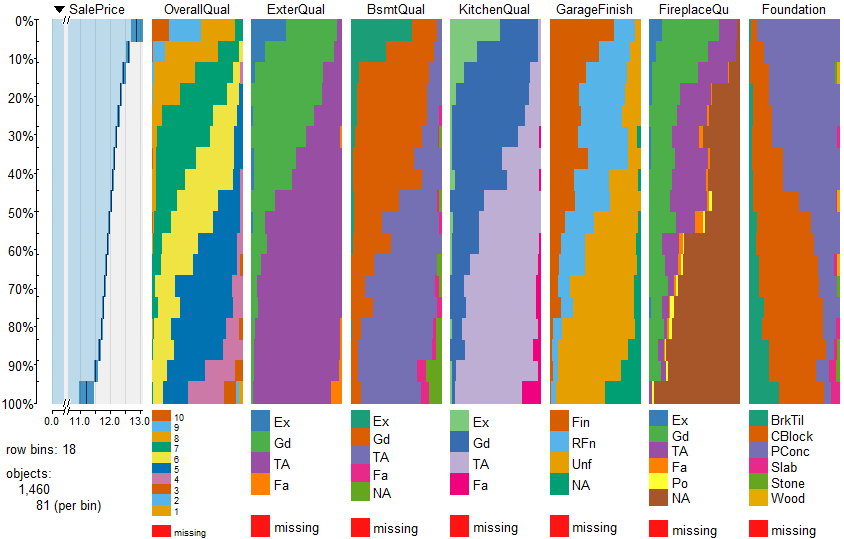 SalePrice OverallQual ExterQual BsmtQual KitchenQual GarageFinish FireplaceQu Foundation
0%
10%
20%
30%
40%
50%
60%
70%
80%
90%
100%
0.0 11.0 12.0 13.0
row bins: 18
objects:
1,460
81 (per bin)
10
9
8
7
6
5
4
3
2
1
missing
Ex
Gd
TA
Fa
missing
Ex
Gd
TA
Fa
NA
missing
Ex
Gd
TA
Fa
missing
Fin
RFn
Unf
NA
missing
Ex
Gd
TA
Fa
Po
NA
missing
BrkTil
CBlock
PConc
Slab
Stone
Wood
missing